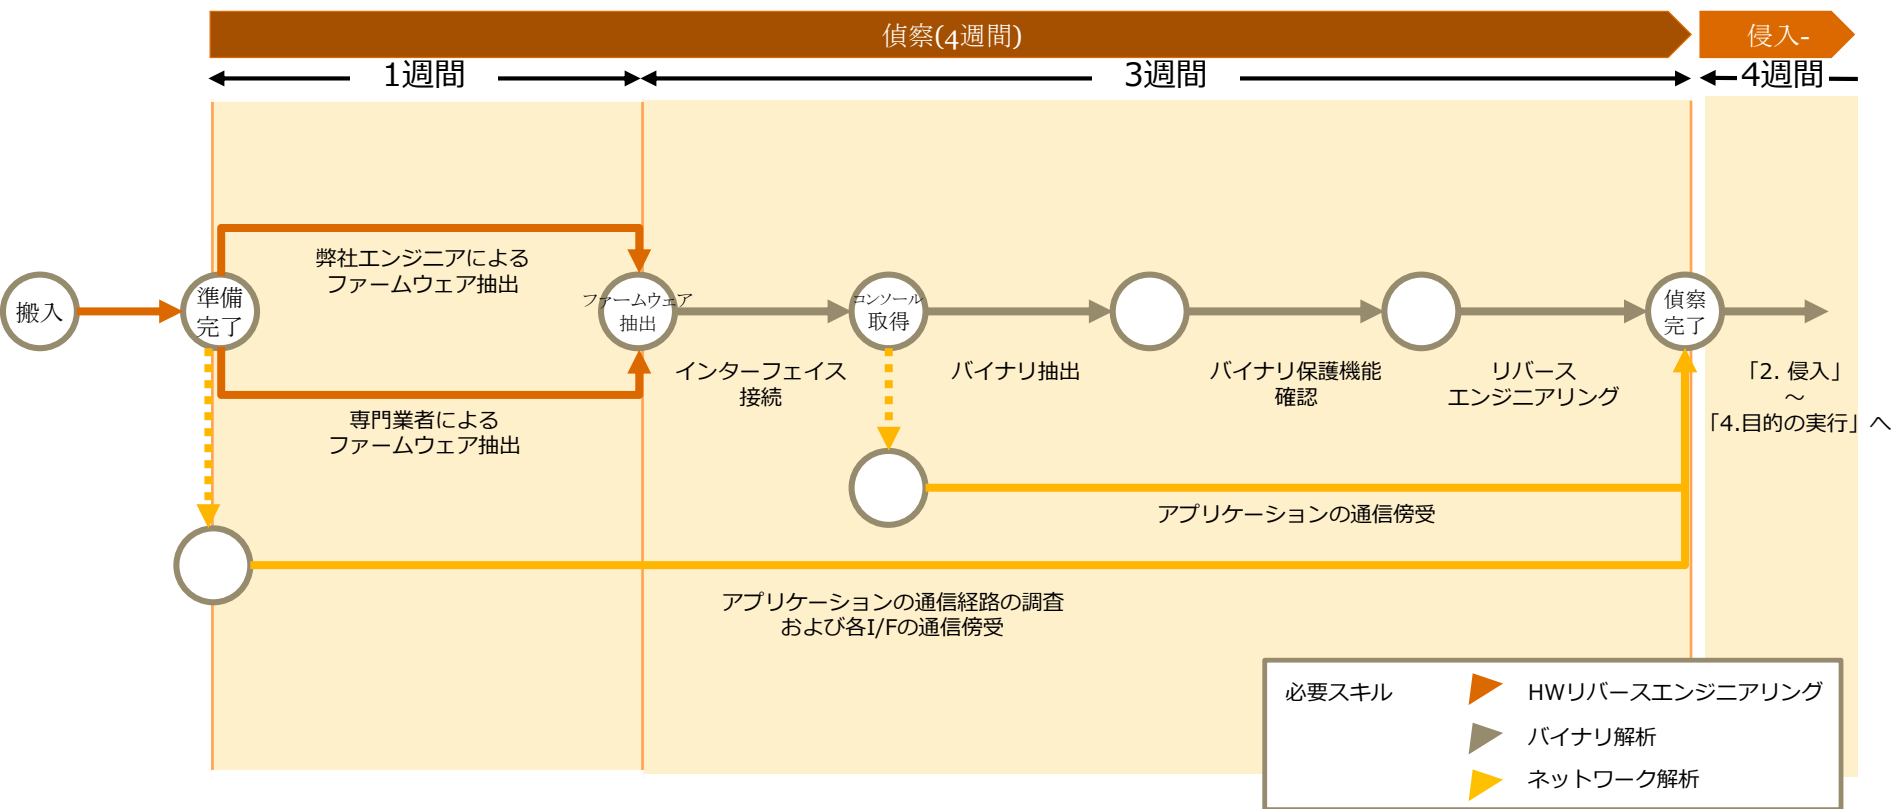 偵察(4週間)
侵入-
1週間
3週間
4週間
弊社エンジニアによる
ファームウェア抽出
搬入
準備
完了
ファームウェア
抽出
コンソール
取得
偵察
完了
専門業者による
ファームウェア抽出
インターフェイス
接続
バイナリ抽出
バイナリ保護機能
確認
リバース
エンジニアリング
「2. 侵入」
～
「4.目的の実行」へ
アプリケーションの通信傍受
アプリケーションの通信経路の調査
および各I/Fの通信傍受
必要スキル
HWリバースエンジニアリング
バイナリ解析
ネットワーク解析